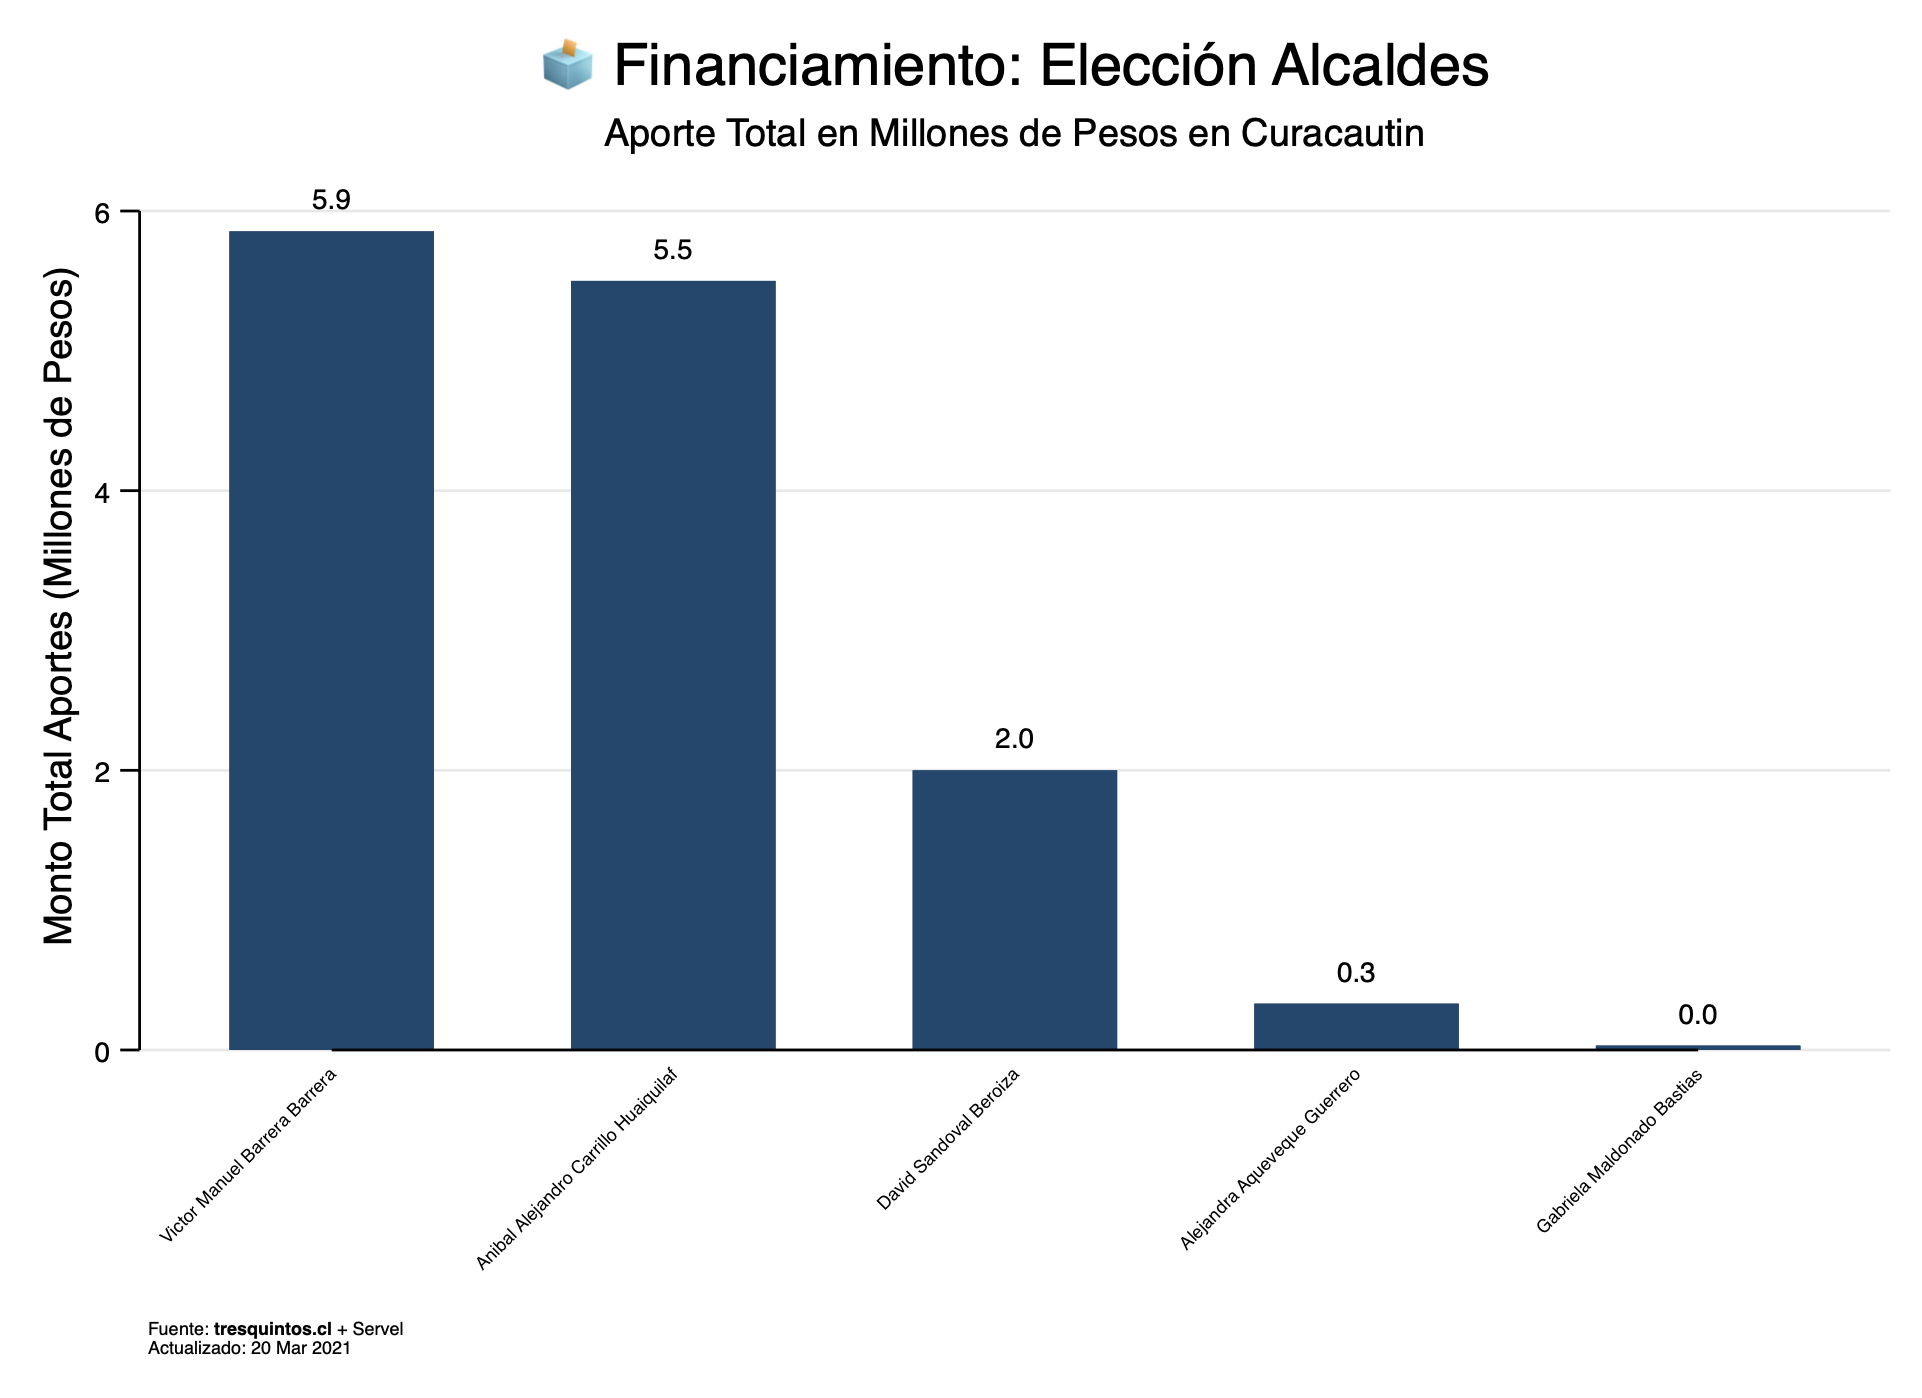 Financiamiento: Elección Alcaldes
Aporte Total en Millones de Pesos en Curacautin
Monto Total Aportes (Millones de Pesos)
6
4
2
0
5.9
5.5
2.0
0.3
0.0
Victor Manuel Barrera Barrera
Anibal Alejandro Carrillo Huaiquilaf
David Sandoval Beroiza
Alejandra Aqueveque Guerrero
Gabriela Maldonado Bastias
Fuente: tresquintos.cl + Servel
Actualizado: 20 Mar 2021